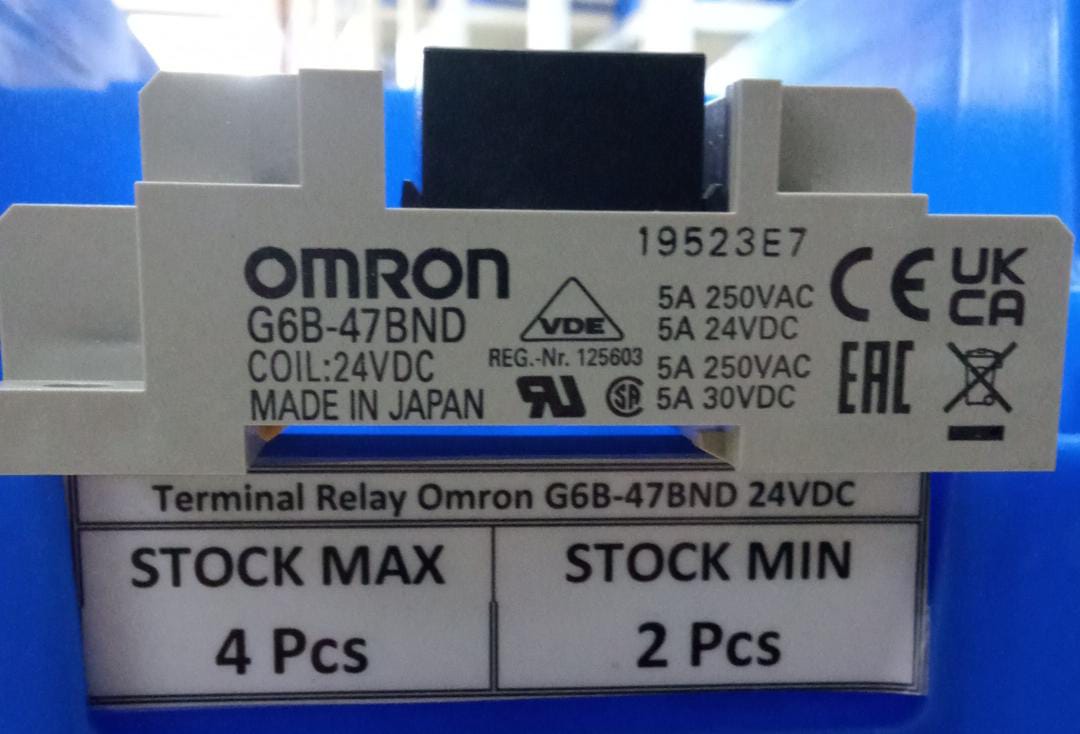 19523E7
OMRON
G6B-47BND
COIL:24VDC
MADE IN JAPAN
VDE
REG.-Nr. 125603
RU
SA
5A 250VAC
5A 24VDC
5A 250VAC
5A 30VDC
CE
UK
CA
EAC
Terminal Relay Omron G6B-47BND 24VDC
STOCK MAX
STOCK MIN
4 Pcs
2 Pcs